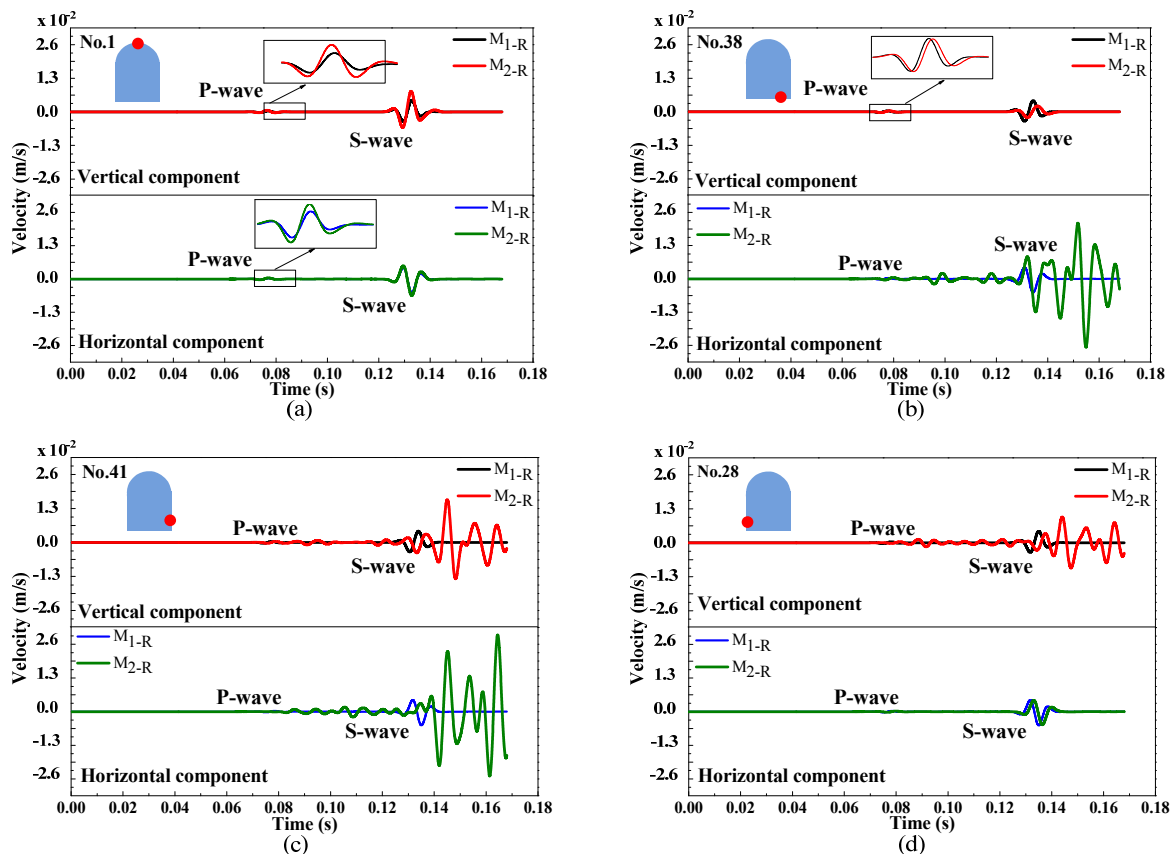 x 10-2
No.1
M1-R
M2-R
2.6
1.3
0.0
-1.3
-2.6
P-wave
S-wave
Vertical component
Velocity (m/s)
M1-R
M2-R
2.6
1.3
0.0
-1.3
-2.6
P-wave
S-wave
Horizontal component
0.00 0.02 0.04 0.06 0.08 0.10 0.12 0.14 0.16 0.18
Time (s)
(a)
x 10-2
No.38
M1-R
M2-R
2.6
1.3
0.0
-1.3
-2.6
P-wave
S-wave
Vertical component
Velocity (m/s)
M1-R
M2-R
2.6
1.3
0.0
-1.3
-2.6
P-wave
S-wave
Horizontal component
0.00 0.02 0.04 0.06 0.08 0.10 0.12 0.14 0.16 0.18
Time (s)
(b)
x 10-2
No.41
M1-R
M2-R
2.6
1.3
0.0
-1.3
-2.6
P-wave
S-wave
Vertical component
Velocity (m/s)
M1-R
M2-R
2.6
1.3
0.0
-1.3
-2.6
P-wave
S-wave
Horizontal component
0.00 0.02 0.04 0.06 0.08 0.10 0.12 0.14 0.16 0.18
Time (s)
(c)
x 10-2
No.28
M1-R
M2-R
2.6
1.3
0.0
-1.3
-2.6
P-wave
S-wave
Vertical component
Velocity (m/s)
M1-R
M2-R
2.6
1.3
0.0
-1.3
-2.6
P-wave
S-wave
Horizontal component
0.00 0.02 0.04 0.06 0.08 0.10 0.12 0.14 0.16 0.18
Time (s)
(d)